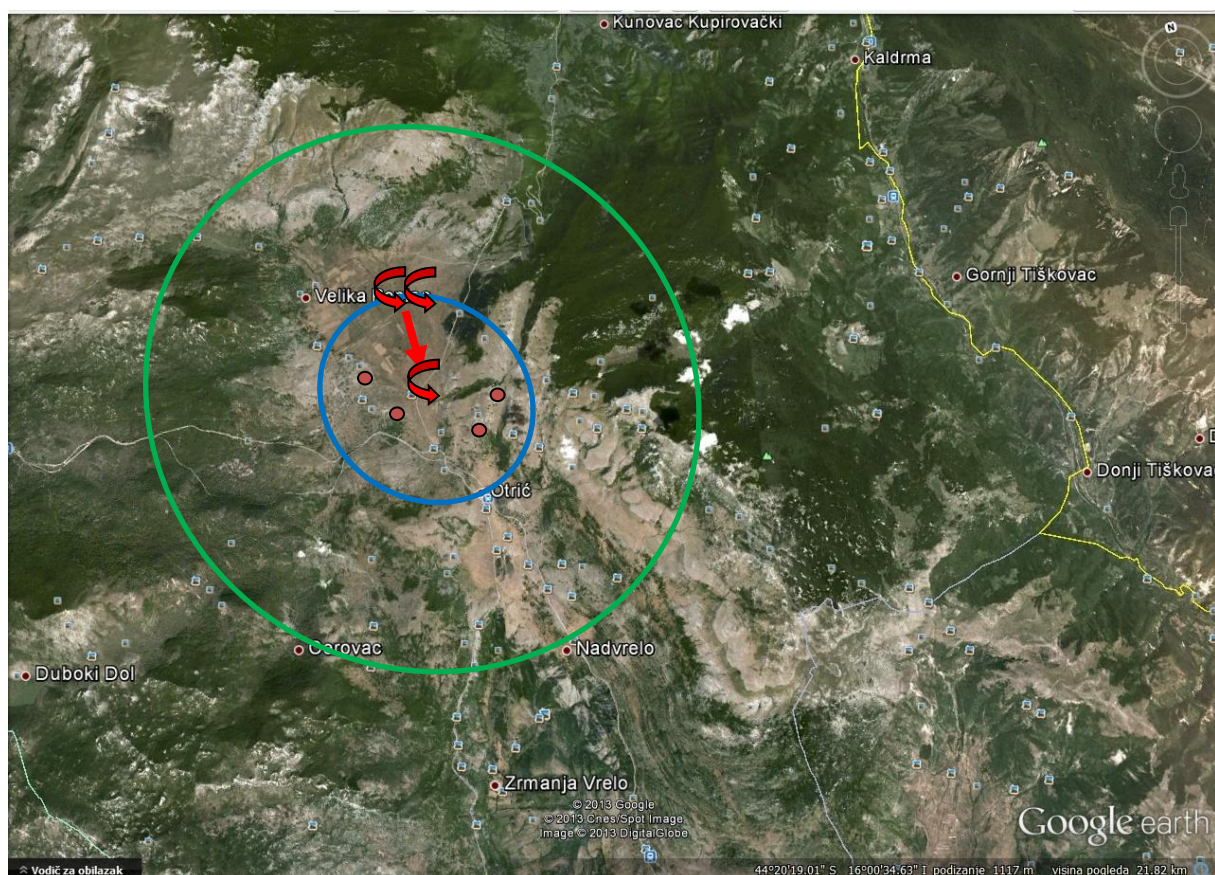 Kunovac Kupirovački
N
Kaldrma
Gornji Tiškovac
Velika
Otrić
Donji Tiškovac
D
Nadvrelo
Duboki Dol
Zrmanja Vrelo
© 2013 Google
© 2013 Cnes/Spot Image
Image © 2013 DigitalGlobe
Google earth
Vodič za obilazak
44°20'19.01" S 16°00'34.63" I podizanje 1117 m visina pogleda 21.82 km